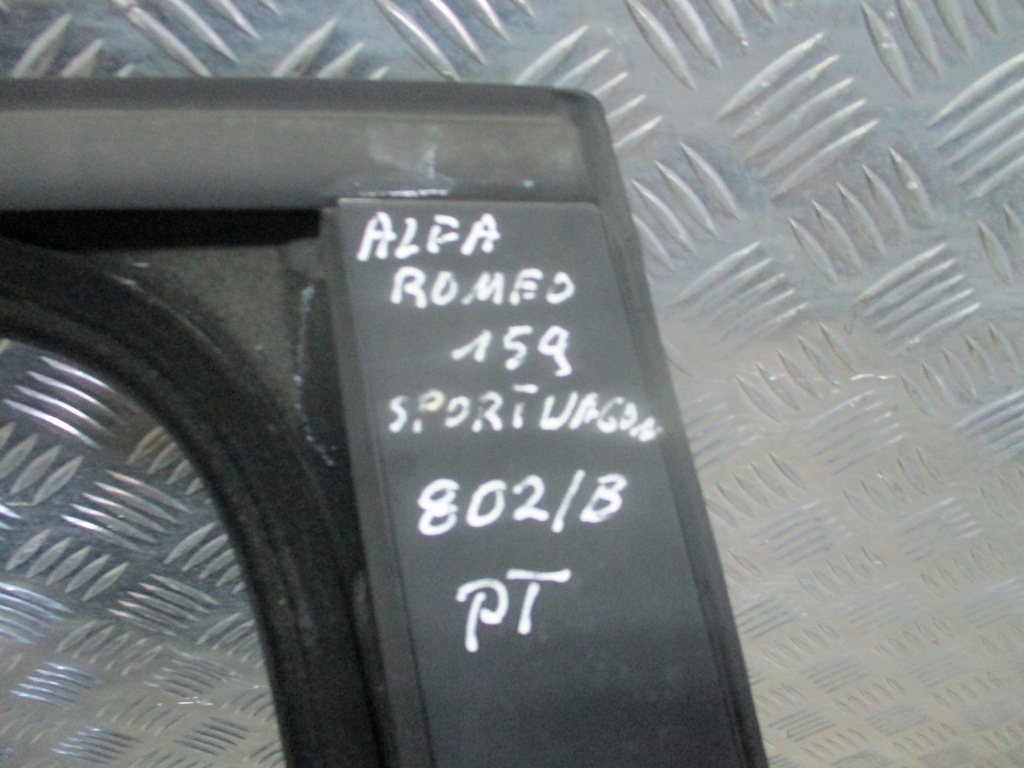 ALFA
ROMEO
159
SPORTWAGON
802/B
PT